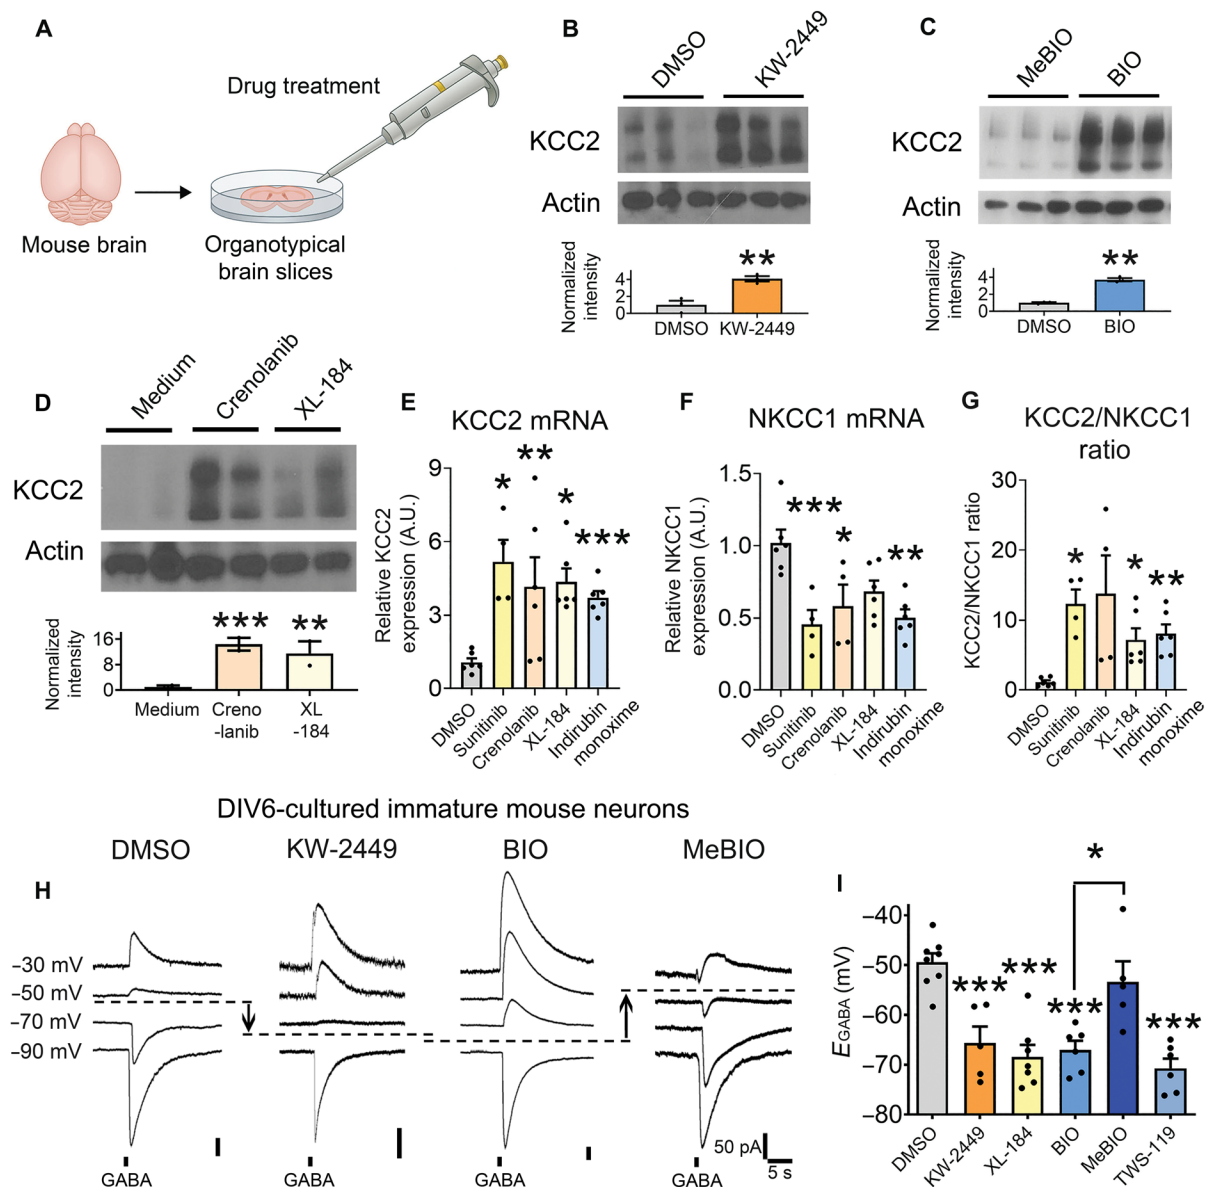 A
Drug treatment
Mouse brain
Organotypical
brain slices
B
DMSO
KW-2449
KCC2
Actin
Normalized
intensity
4
2
0
**
DMSO
KW-2449
C
MeBIO
BIO
KCC2
Actin
Normalized
intensity
4
2
0
**
DMSO
BIO
D
Medium
Crenolanib
XL-184
KCC2
Actin
Normalized
intensity
16
8
0
***
**
Medium
Creno
-lanib
XL
-184
E
KCC2 mRNA
Relative KCC2
expression (A.U.)
9
6
3
0
*
**
*
***
DMSO
Sunitinib
Crenolanib
XL-184
Indirubin
monoxime
F
NKCC1 mRNA
Relative NKCC1
expression (A.U.)
1.5
1.0
0.5
0.0
***
*
**
DMSO
Sunitinib
Crenolanib
XL-184
Indirubin
monoxime
G
KCC2/NKCC1
ratio
KCC2/NKCC1 ratio
30
20
10
0
*
*
**
DMSO
Sunitinib
Crenolanib
XL-184
Indirubin
monoxime
DIV6-cultured immature mouse neurons
H
DMSO
KW-2449
BIO
MeBIO
–30 mV
–50 mV
–70 mV
–90 mV
GABA
GABA
GABA
GABA
50 pA
5 s
I
EGABA (mV)
–40
–50
–60
–70
–80
***
***
***
*
***
DMSO
KW-2449
XL-184
BIO
MeBIO
TWS-119